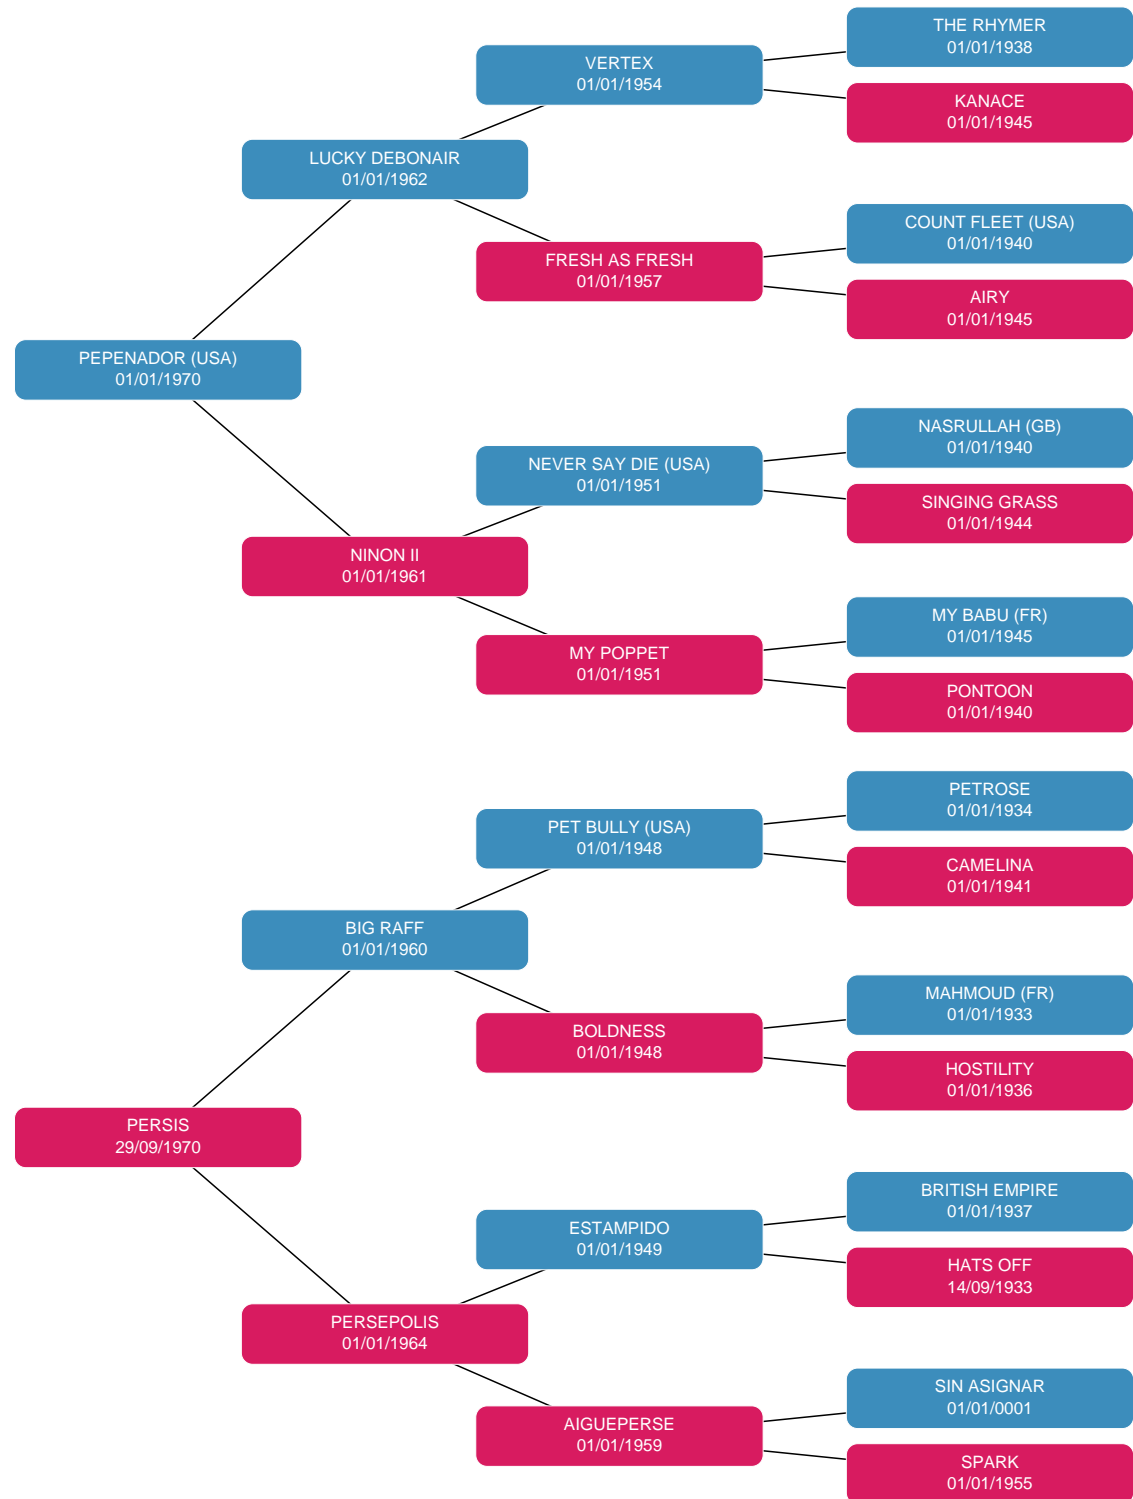 THE RHYMER
01/01/1938
VERTEX
01/01/1954
KANACE
01/01/1945
LUCKY DEBONAIR
01/01/1962
COUNT FLEET (USA)
01/01/1940
FRESH AS FRESH
01/01/1957
AIRY
01/01/1945
PEPENADOR (USA)
01/01/1970
NASRULLAH (GB)
01/01/1940
NEVER SAY DIE (USA)
01/01/1951
SINGING GRASS
01/01/1944
NINON II
01/01/1961
MY BABU (FR)
01/01/1945
MY POPPET
01/01/1951
PONTOON
01/01/1940
PETROSE
01/01/1934
PET BULLY (USA)
01/01/1948
CAMELINA
01/01/1941
BIG RAFF
01/01/1960
MAHMOUD (FR)
01/01/1933
BOLDNESS
01/01/1948
HOSTILITY
01/01/1936
PERSIS
29/09/1970
BRITISH EMPIRE
01/01/1937
ESTAMPIDO
01/01/1949
HATS OFF
14/09/1933
PERSEPOLIS
01/01/1964
SIN ASIGNAR
01/01/0001
AIGUEPERSE
01/01/1959
SPARK
01/01/1955